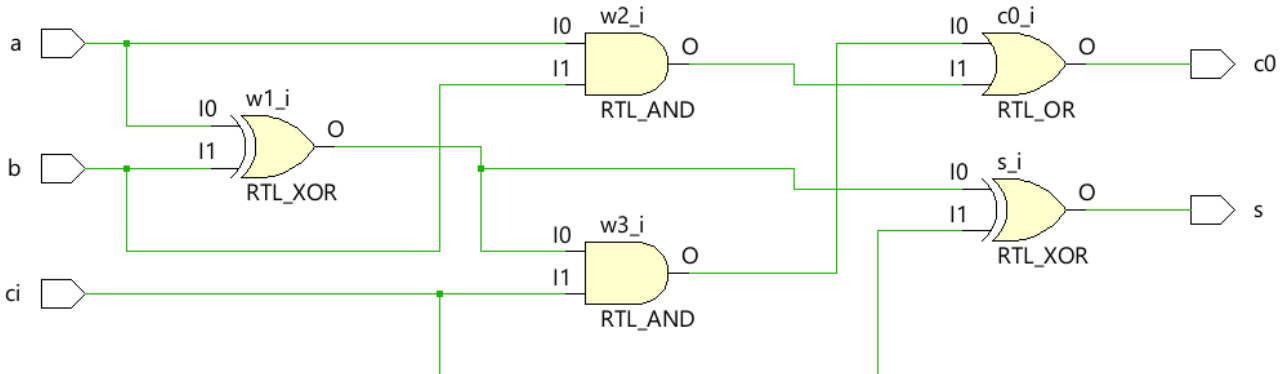 w2_i
c0_i
a
I0
O
I0
O
c0
I1
I1
w1_i
RTL_AND
RTL_OR
I0
O
b
I1
s_i
I0
O
RTL_XOR
I1
s
w3_i
I0
O
RTL_XOR
ci
I1
RTL_AND